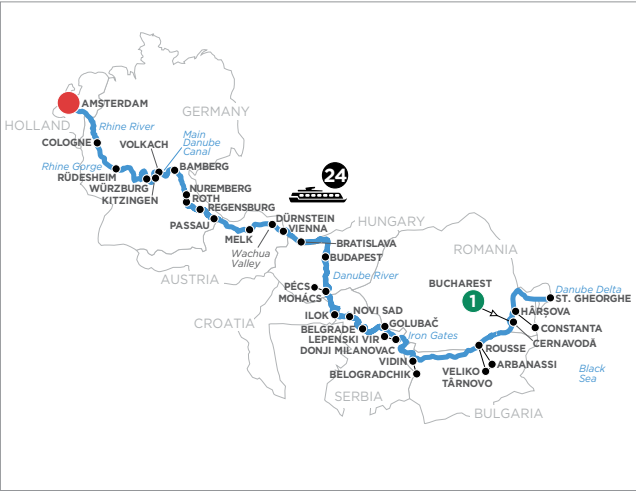 AMSTERDAM
HOLLAND
GERMANY
Rhine River
COLOGNE
VOLKACH
Main
Danube
Canal
Rhine Gorge
RÜDESHEIM
BAMBERG
WÜRZBURG
KITZINGEN
NUREMBERG
ROTH
REGENSBURG
PASSAU
24
DÜRNSTEIN
VIENNA
MELK
Wachua
Valley
HUNGARY
BRATISLAVA
BUDAPEST
AUSTRIA
Danube River
ROMANIA
BUCHAREST
1
Danube Delta
ST. GHEORGHE
PÉCS
MOHÁCS
HÂRŞOVA
CONSTANTA
CERNAVODĂ
CROATIA
ILOK
NOVI SAD
BELGRADE
GOLUBAČ
LEPENSKI VIR
Iron Gates
DONJI MILANOVAC
VIDIN
BELOGRADCHIK
ROUSSE
ARBANASSI
VELIKO
TÂRNOVO
Black
Sea
SERBIA
BULGARIA